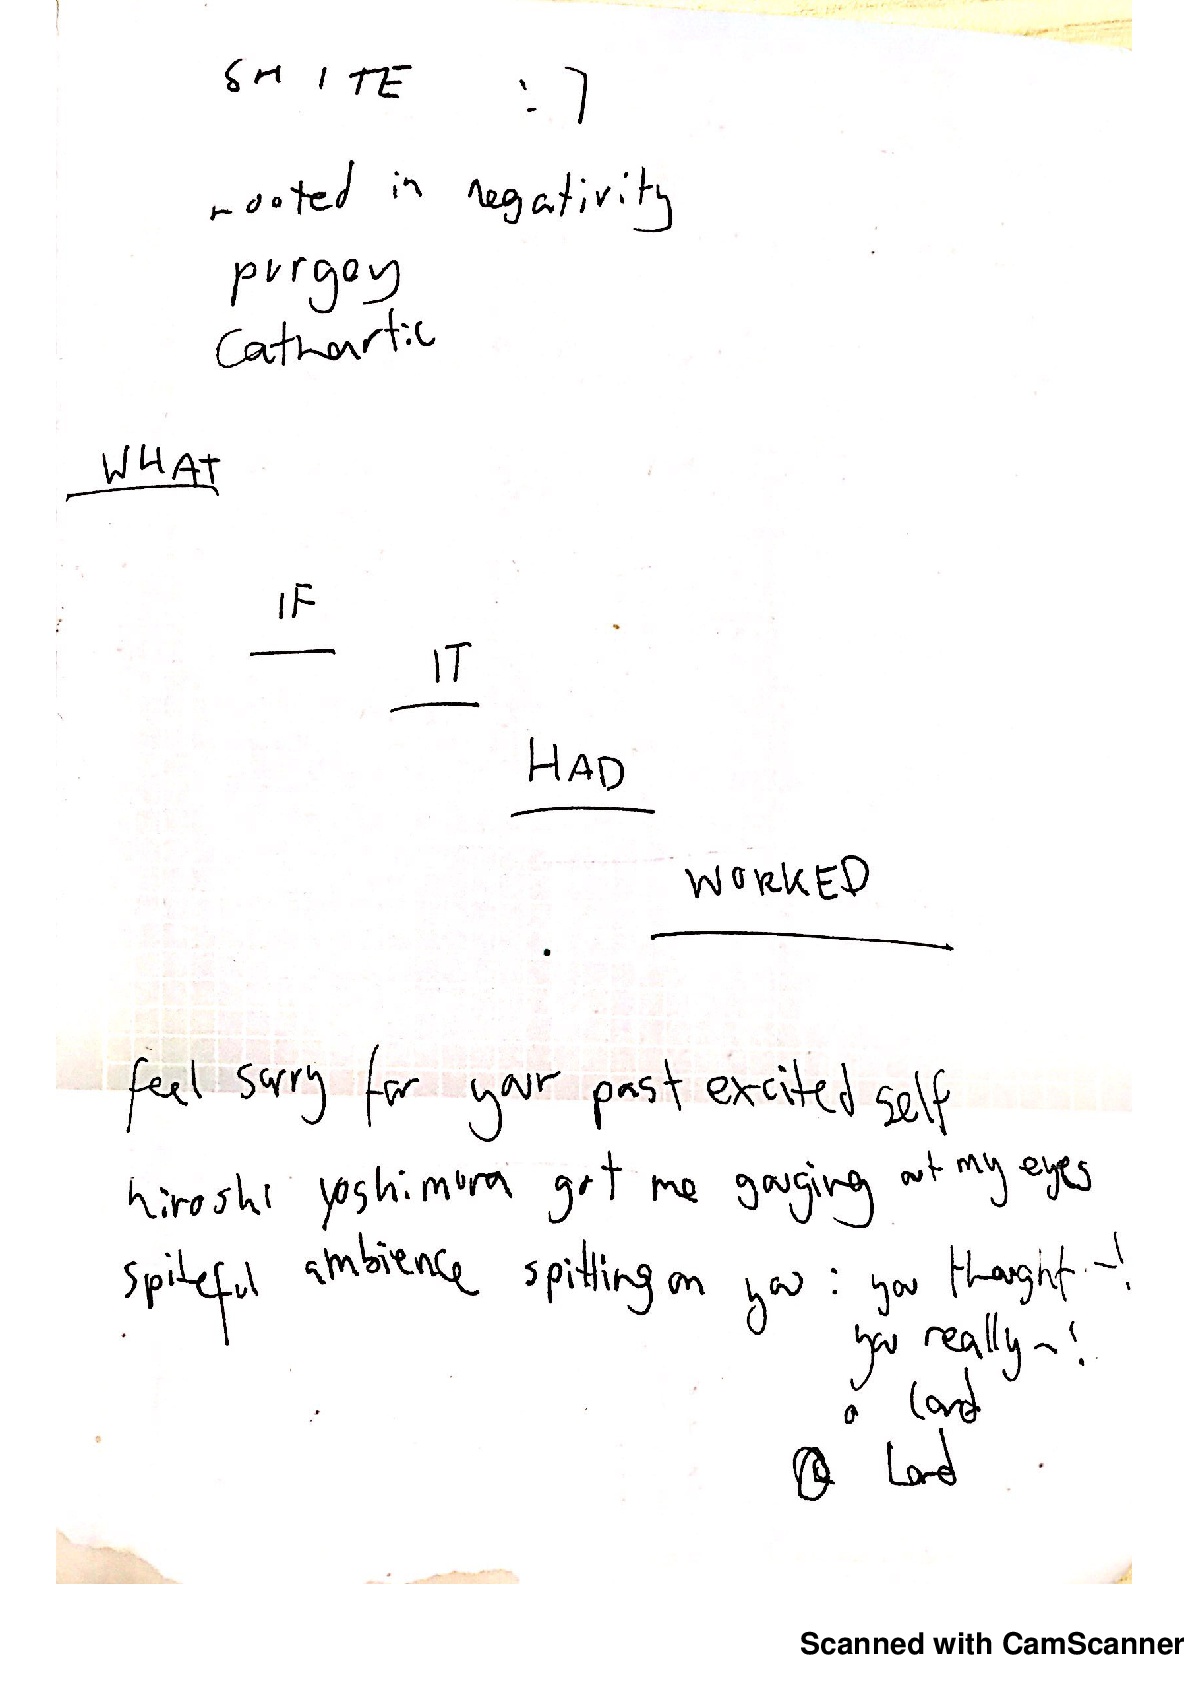 SMITE :7
rooted in negativity
purgey
Cathartic
WHAT
IF
IT
HAD
WORKED
feel sorry for your past excited self
hiroshi yoshimura got me gouging out my eyes
spiteful ambience spitting on you : you thought ~!
you really ~!
a
Scanned with CamScanner